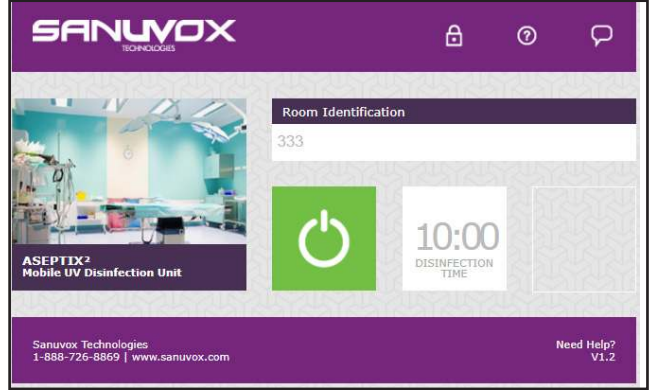 SANUVOX
TECHNOLOGIES
Room Identification
333
10:00
DISINFECTION
TIME
ASEPTIX²
Mobile UV Disinfection Unit
Sanuvox Technologies
1-888-726-8869 | www.sanuvox.com
Need Help?
V1.2